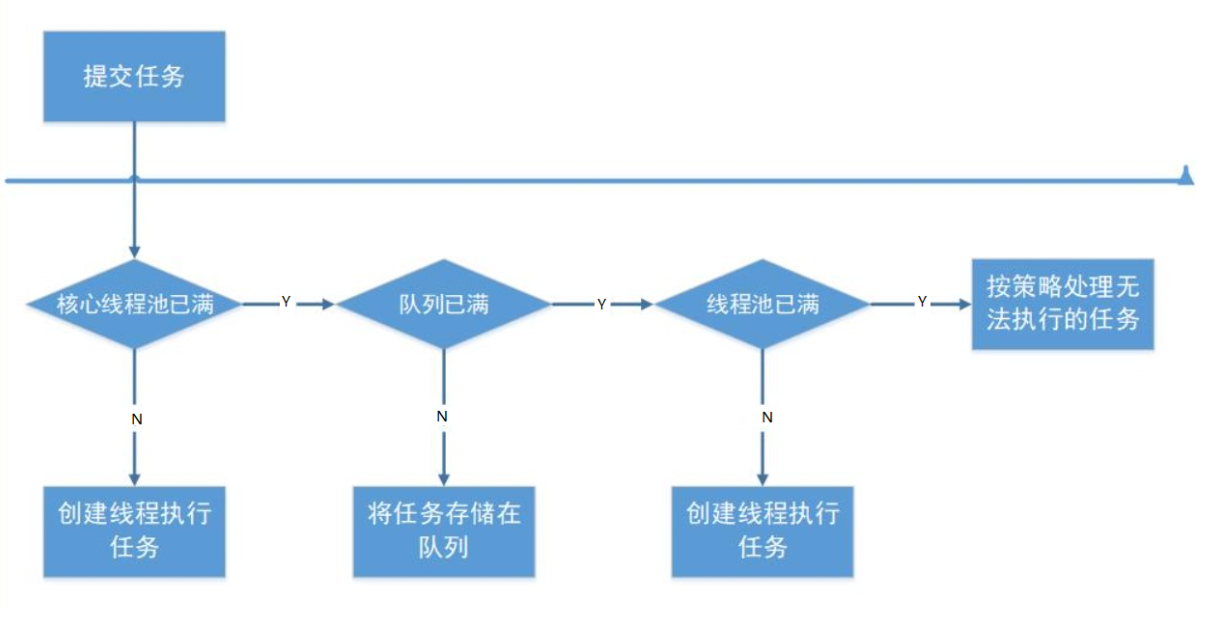 提交任务
核心线程池已满
Y
队列已满
Y
线程池已满
Y
按策略处理无
法执行的任务
N
N
N
创建线程执行
任务
将任务存储在
队列
创建线程执行
任务